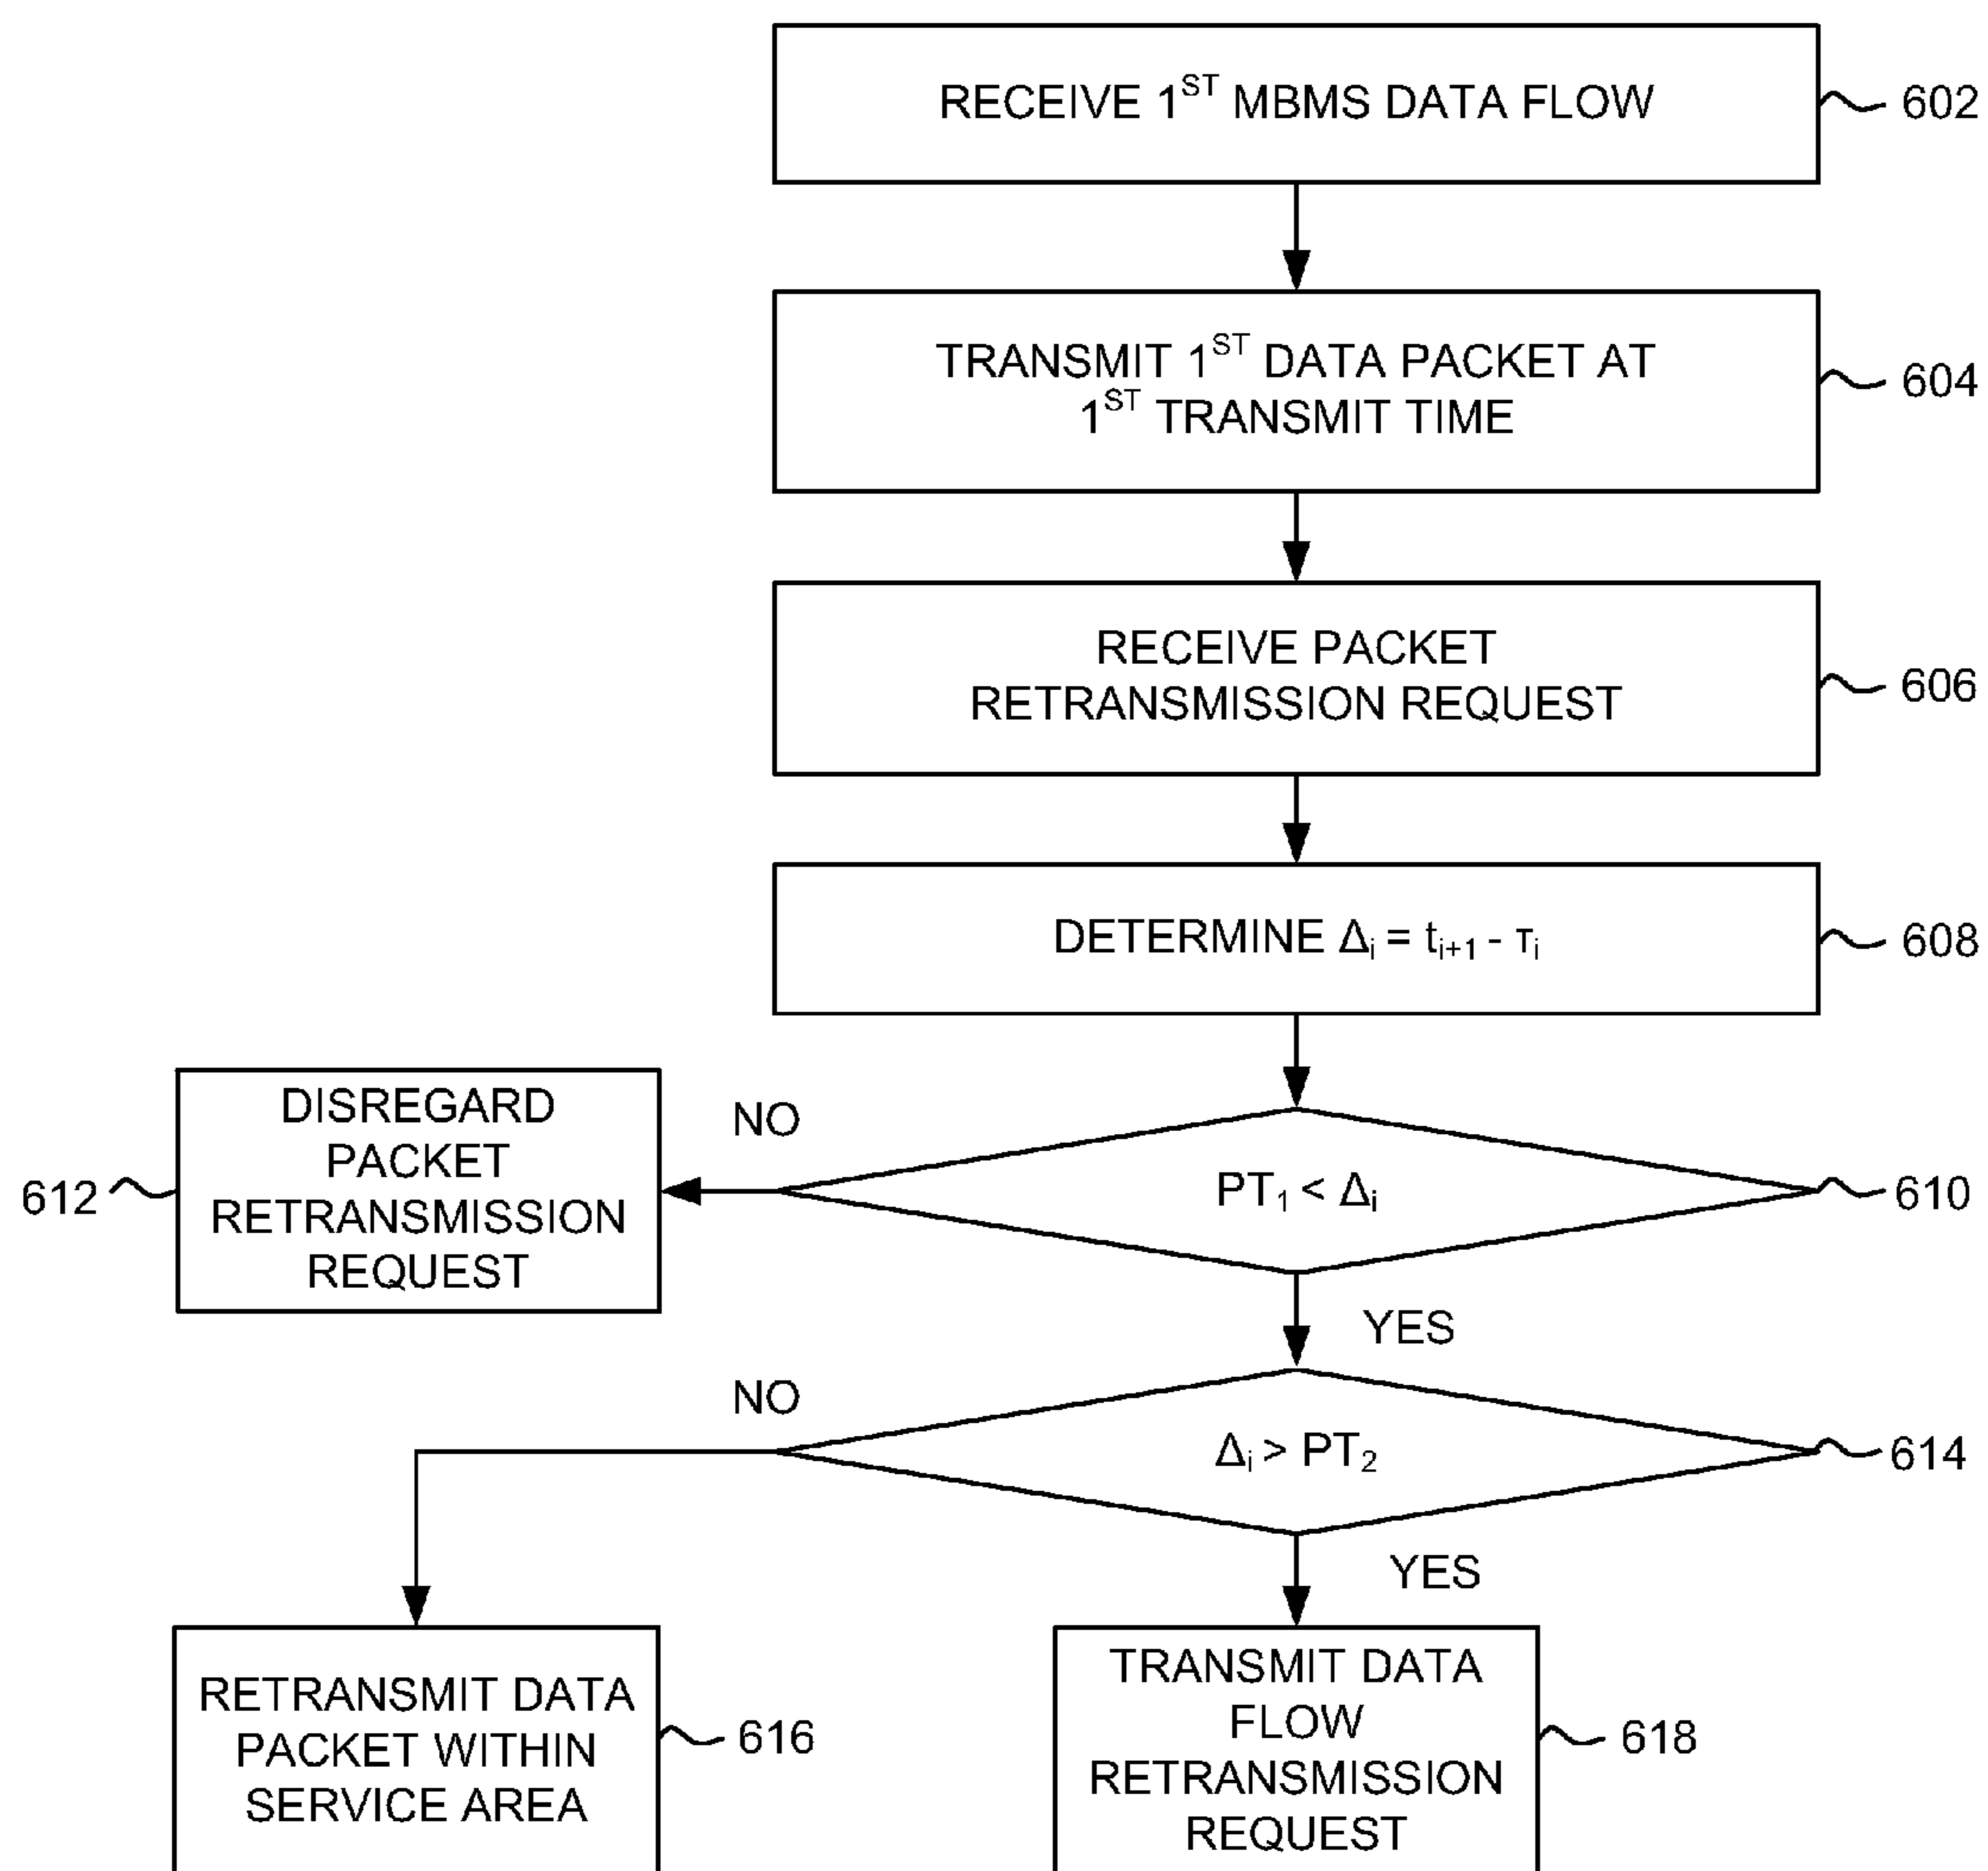 RECEIVE 1ST MBMS DATA FLOW
602
TRANSMIT 1ST DATA PACKET AT
1ST TRANSMIT TIME
604
RECEIVE PACKET
RETRANSMISSION REQUEST
606
DETERMINE Δi = ti+1 - τi
608
DISREGARD
PACKET
RETRANSMISSION
REQUEST
612
NO
PT1 < Δi
610
YES
NO
Δi > PT2
614
YES
RETRANSMIT DATA
PACKET WITHIN
SERVICE AREA
616
TRANSMIT DATA
FLOW
RETRANSMISSION
REQUEST
618